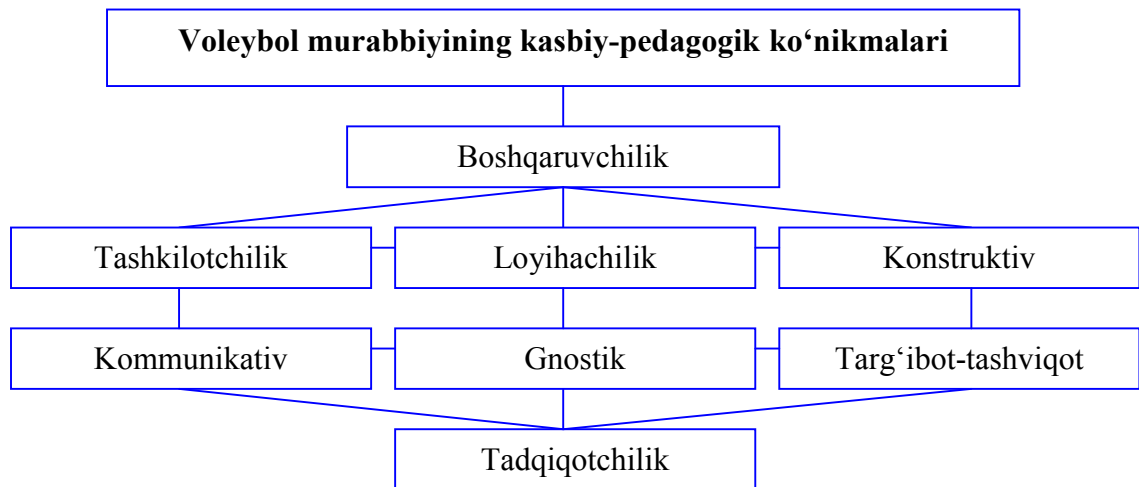 Voleybol murabbiyining kasbiy-pedagogik ko‘nikmalari
Boshqaruvchilik
Tashkilotchilik
Loyihachilik
Konstruktiv
Kommunikativ
Gnostik
Targ‘ibot-tashviqot
Tadqiqotchilik